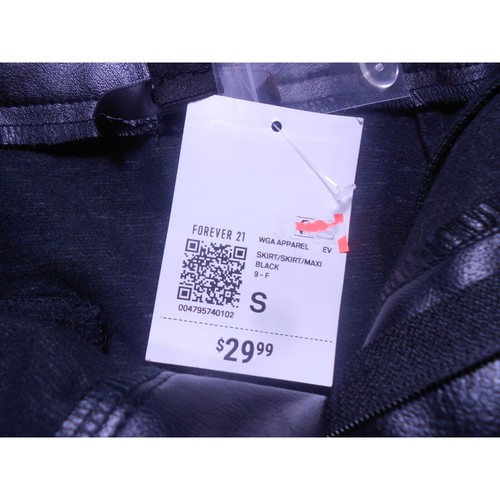 FOREVER 21
WGA APPAREL EV
SKIRT/SKIRT/MAXI
BLACK
9 - F
S
004795740102
$29.99